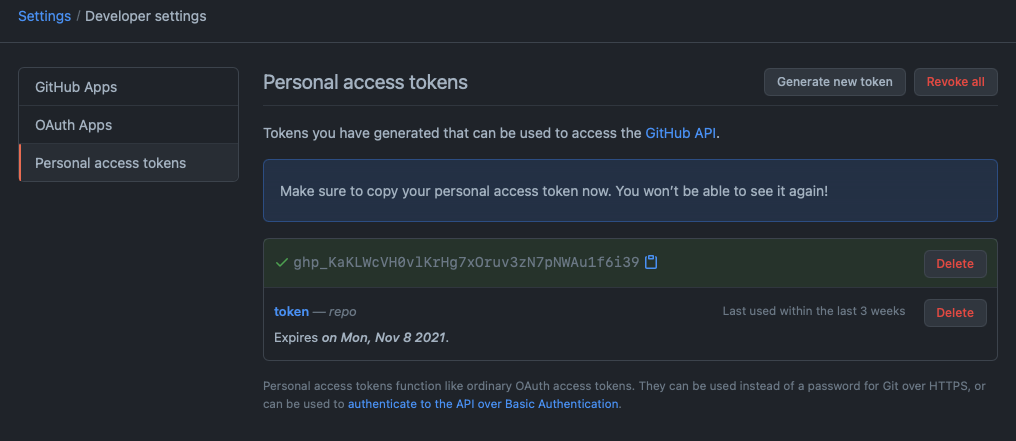 Settings / Developer settings
GitHub Apps
OAuth Apps
Personal access tokens
Personal access tokens
Generate new token
Revoke all
Tokens you have generated that can be used to access the GitHub API.
Make sure to copy your personal access token now. You won't be able to see it again!
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
Delete
token — repo
Last used within the last 3 weeks
Delete
Expires on Mon, Nov 8 2021.
Personal access tokens function like ordinary OAuth access tokens. They can be used instead of a password for Git over HTTPS, or
can be used to authenticate to the API over Basic Authentication.